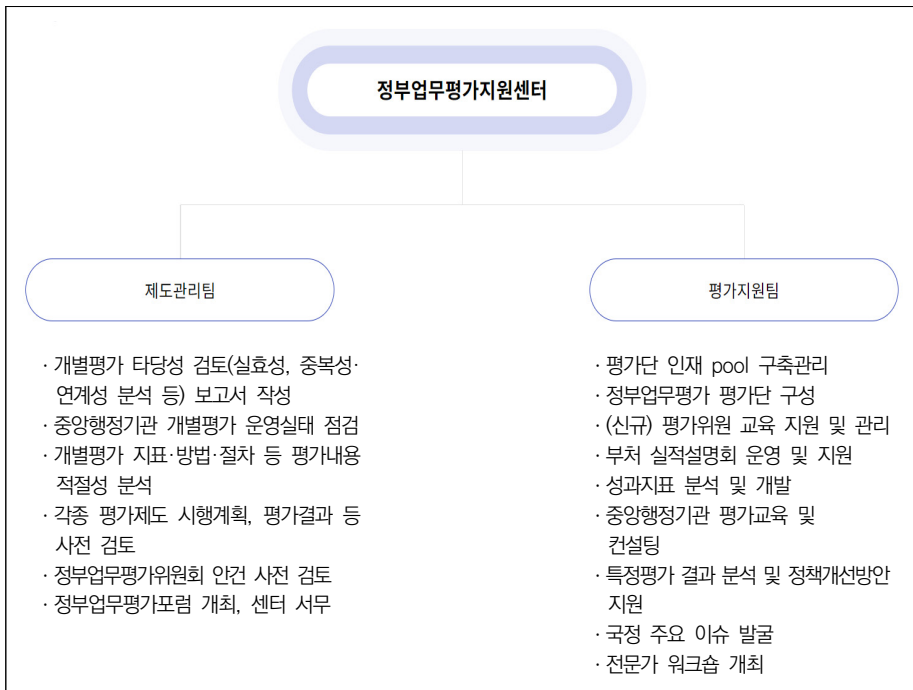 정부업무평가지원센터
제도관리팀
· 개별평가 타당성 검토(실효성, 중복성·
연계성 분석 등) 보고서 작성
· 중앙행정기관 개별평가 운영실태 점검
· 개별평가 지표·방법·절차 등 평가내용
적절성 분석
· 각종 평가제도 시행계획, 평가결과 등
사전 검토
· 정부업무평가위원회 안건 사전 검토
· 정부업무평가포럼 개최, 센터 서무
평가지원팀
· 평가단 인재 pool 구축관리
· 정부업무평가 평가단 구성
· (신규) 평가위원 교육 지원 및 관리
· 부처 실적설명회 운영 및 지원
· 성과지표 분석 및 개발
· 중앙행정기관 평가교육 및
컨설팅
· 특정평가 결과 분석 및 정책개선방안
지원
· 국정 주요 이슈 발굴
· 전문가 워크숍 개최